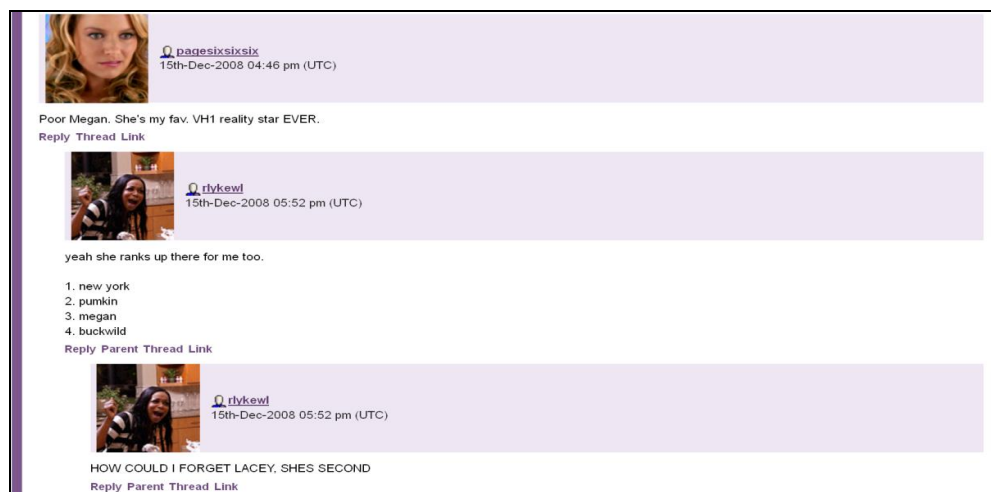 pagesixsixsix
15th-Dec-2008 04:46 pm (UTC)
Poor Megan. She's my fav. VH1 reality star EVER.
Reply Thread Link
rlykewl
15th-Dec-2008 05:52 pm (UTC)
yeah she ranks up there for me too.
1. new york
2. pumkin
3. megan
4. buckwild
Reply Parent Thread Link
rlykewl
15th-Dec-2008 05:52 pm (UTC)
HOW COULD I FORGET LACEY, SHES SECOND
Reply Parent Thread Link